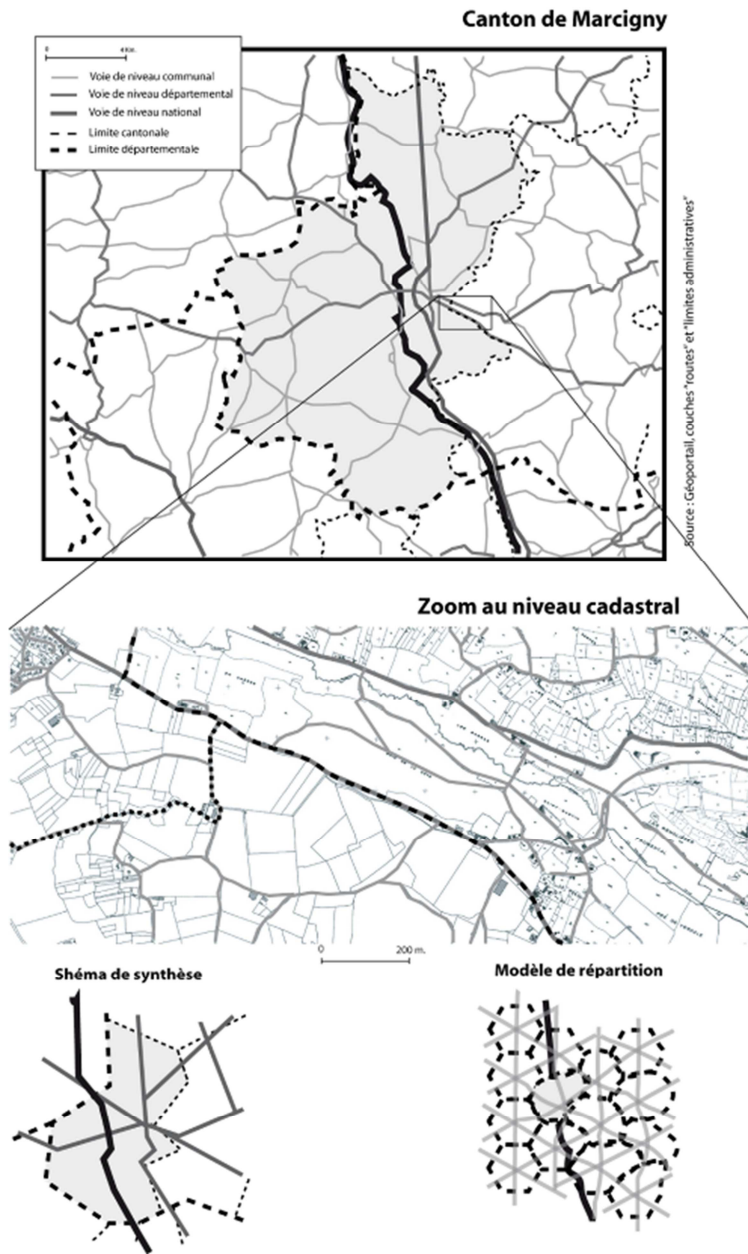 Canton de Marcigny
0 4 Km.
Voie de niveau communal
Voie de niveau départemental
Voie de niveau national
Limite cantonale
Limite départementale
Source : Géoportail, couches "routes" et "limites administratives"
Zoom au niveau cadastral
0 200 m.
Shéma de synthèse
Modèle de répartition